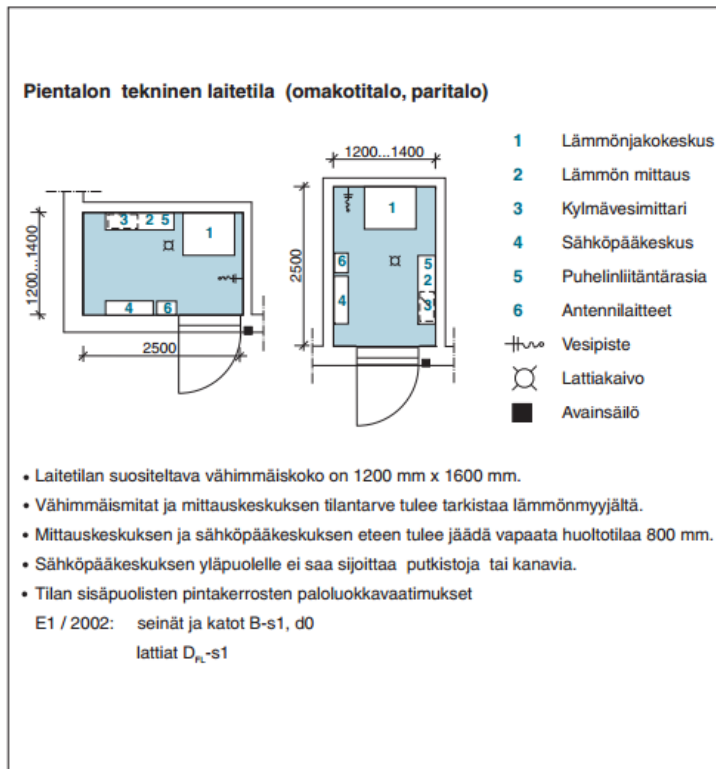 Pientalon tekninen laitetila (omakotitalo, paritalo)
1200...1400
2500
3 2 5
1
4 6
1200...1400
2500
1
6
4
5
2
3
1 Lämmönjakokeskus
2 Lämmön mittaus
3 Kylmävesimittari
4 Sähköpääkeskus
5 Puhelinliitäntärasia
6 Antennilaitteet
Vesipiste
Lattiakaivo
Avainsäilö
• Laitetilan suositeltava vähimmäiskoko on 1200 mm x 1600 mm.
• Vähimmäismitat ja mittauskeskuksen tilantarve tulee tarkistaa lämmönmyyjältä.
• Mittauskeskuksen ja sähköpääkeskuksen eteen tulee jäädä vapaata huoltotilaa 800 mm.
• Sähköpääkeskuksen yläpuolelle ei saa sijoittaa putkistoja tai kanavia.
• Tilan sisäpuolisten pintakerrosten paloluokkavaatimukset
E1 / 2002: seinät ja katot B-s1, d0
lattiat DFL-s1